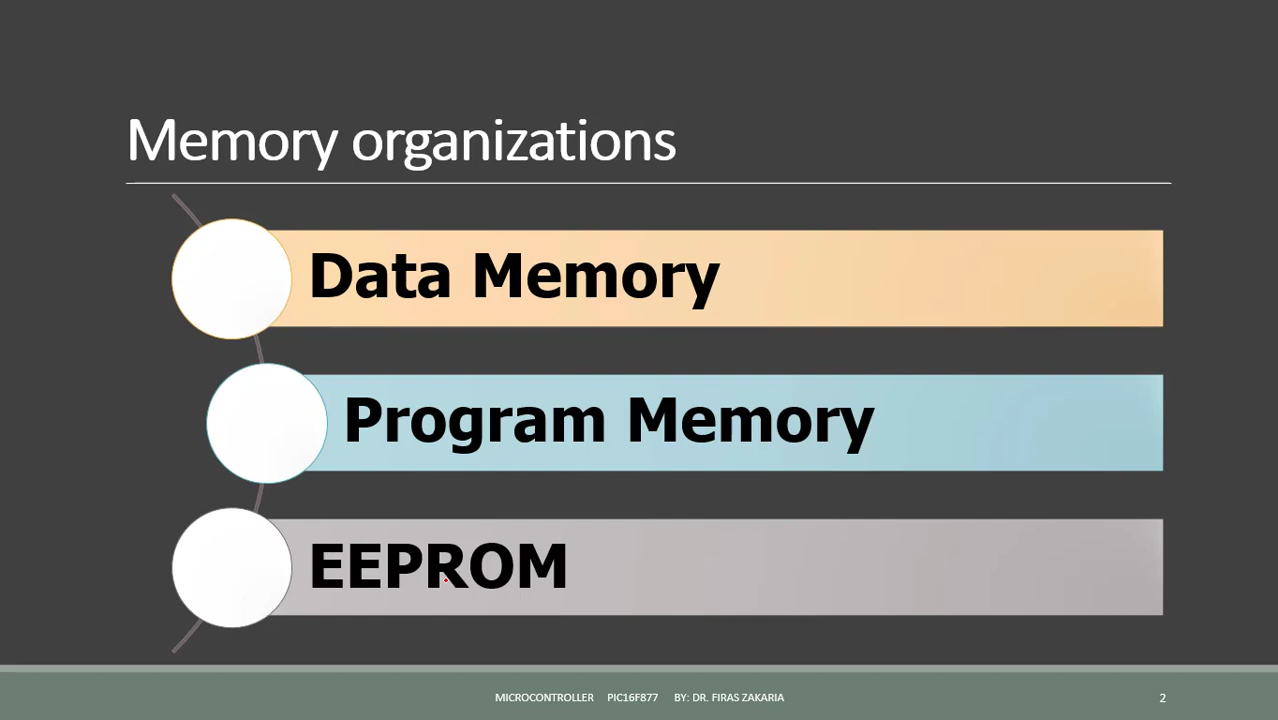 Memory organizations
Data Memory
Program Memory
EEPROM
MICROCONTROLLER PIC16F877 BY: DR. FIRAS ZAKARIA 2